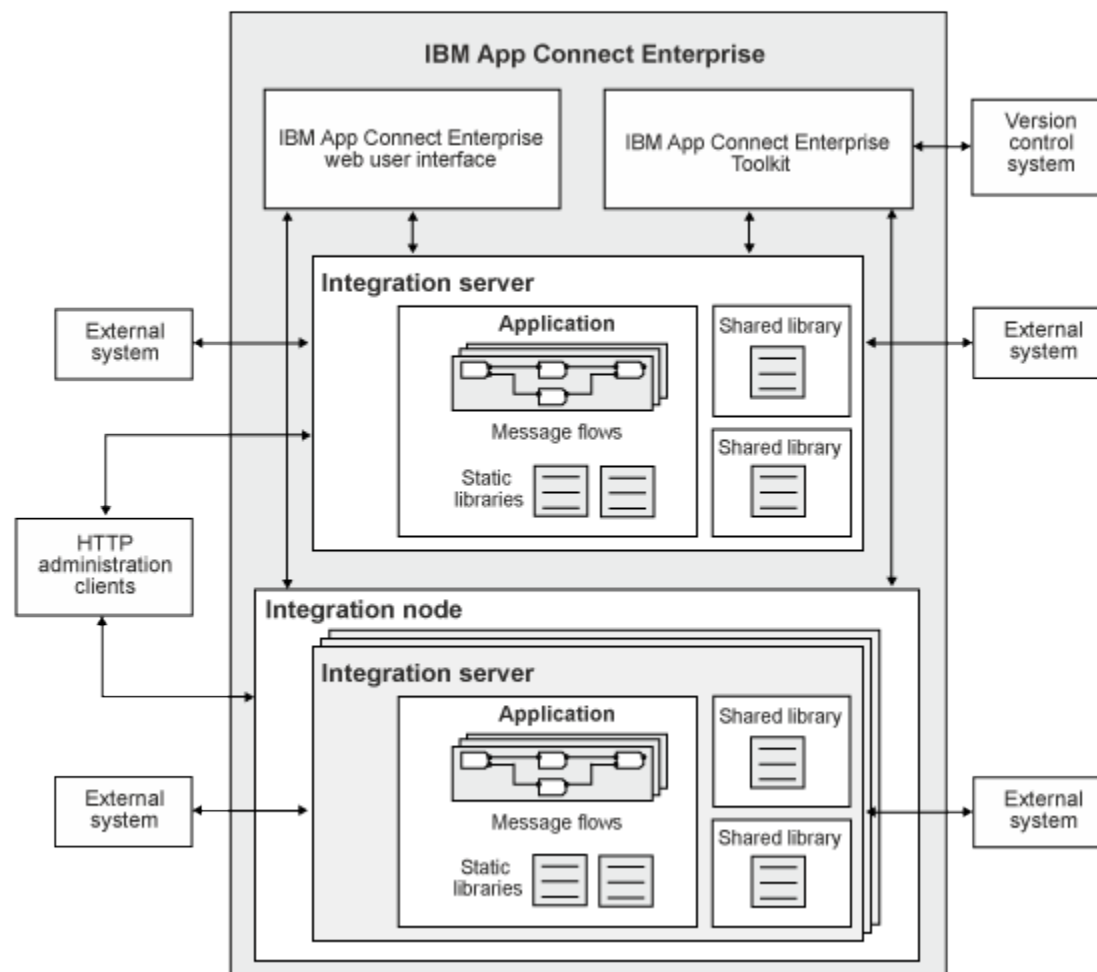 IBM App Connect Enterprise
IBM App Connect Enterprise
web user interface
IBM App Connect Enterprise
Toolkit
Version
control
system
Integration server
External
system
Application
Message flows
Static
libraries
Shared library
Shared library
External
system
HTTP
administration
clients
Integration node
Integration server
External
system
Application
Message flows
Static
libraries
Shared library
Shared library
External
system